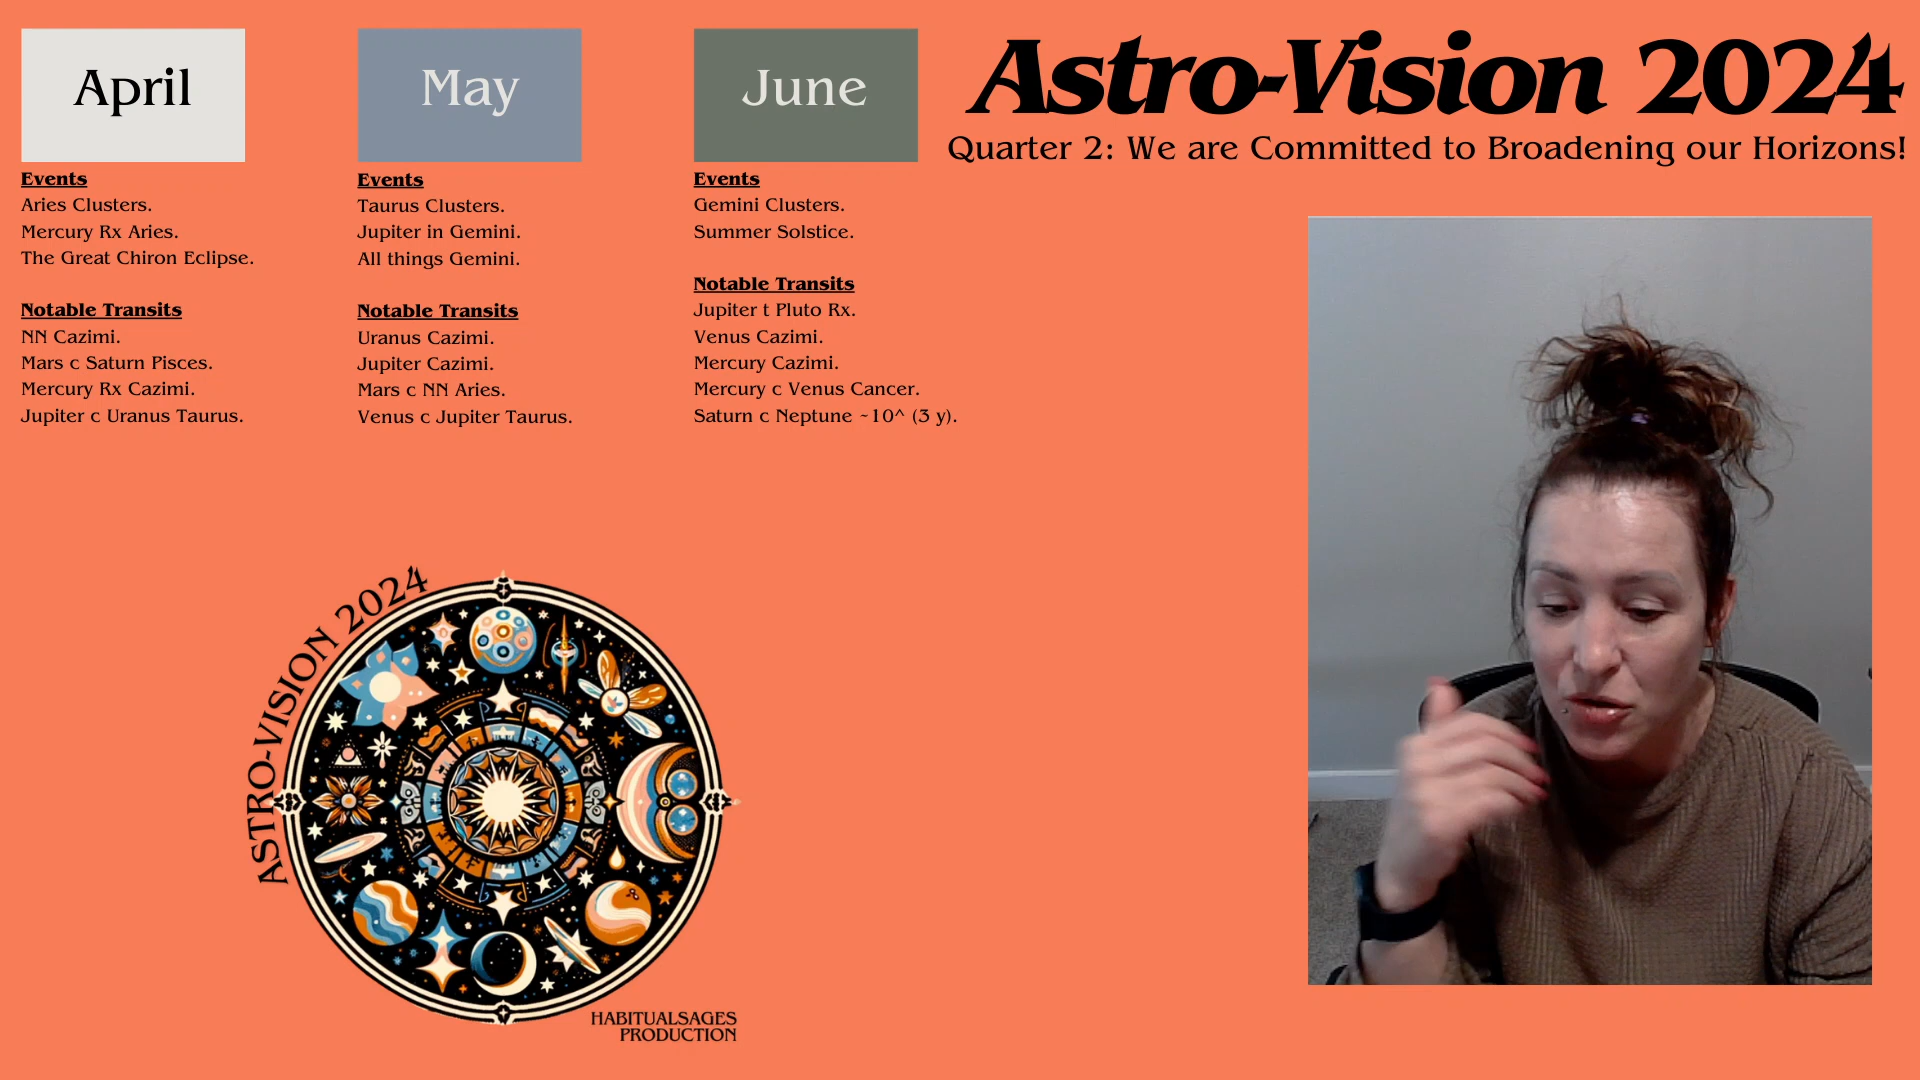 Astro-Vision 2024
Quarter 2: We are Committed to Broadening our Horizons!
April
Events
Aries Clusters.
Mercury Rx Aries.
The Great Chiron Eclipse.
Notable Transits
NN Cazimi.
Mars c Saturn Pisces.
Mercury Rx Cazimi.
Jupiter c Uranus Taurus.
May
Events
Taurus Clusters.
Jupiter in Gemini.
All things Gemini.
Notable Transits
Uranus Cazimi.
Jupiter Cazimi.
Mars c NN Aries.
Venus c Jupiter Taurus.
June
Events
Gemini Clusters.
Summer Solstice.
Notable Transits
Jupiter t Pluto Rx.
Venus Cazimi.
Mercury Cazimi.
Mercury c Venus Cancer.
Saturn c Neptune ~10^ (3 y).
ASTRO-VISION 2024
HABITUALSAGES
PRODUCTION